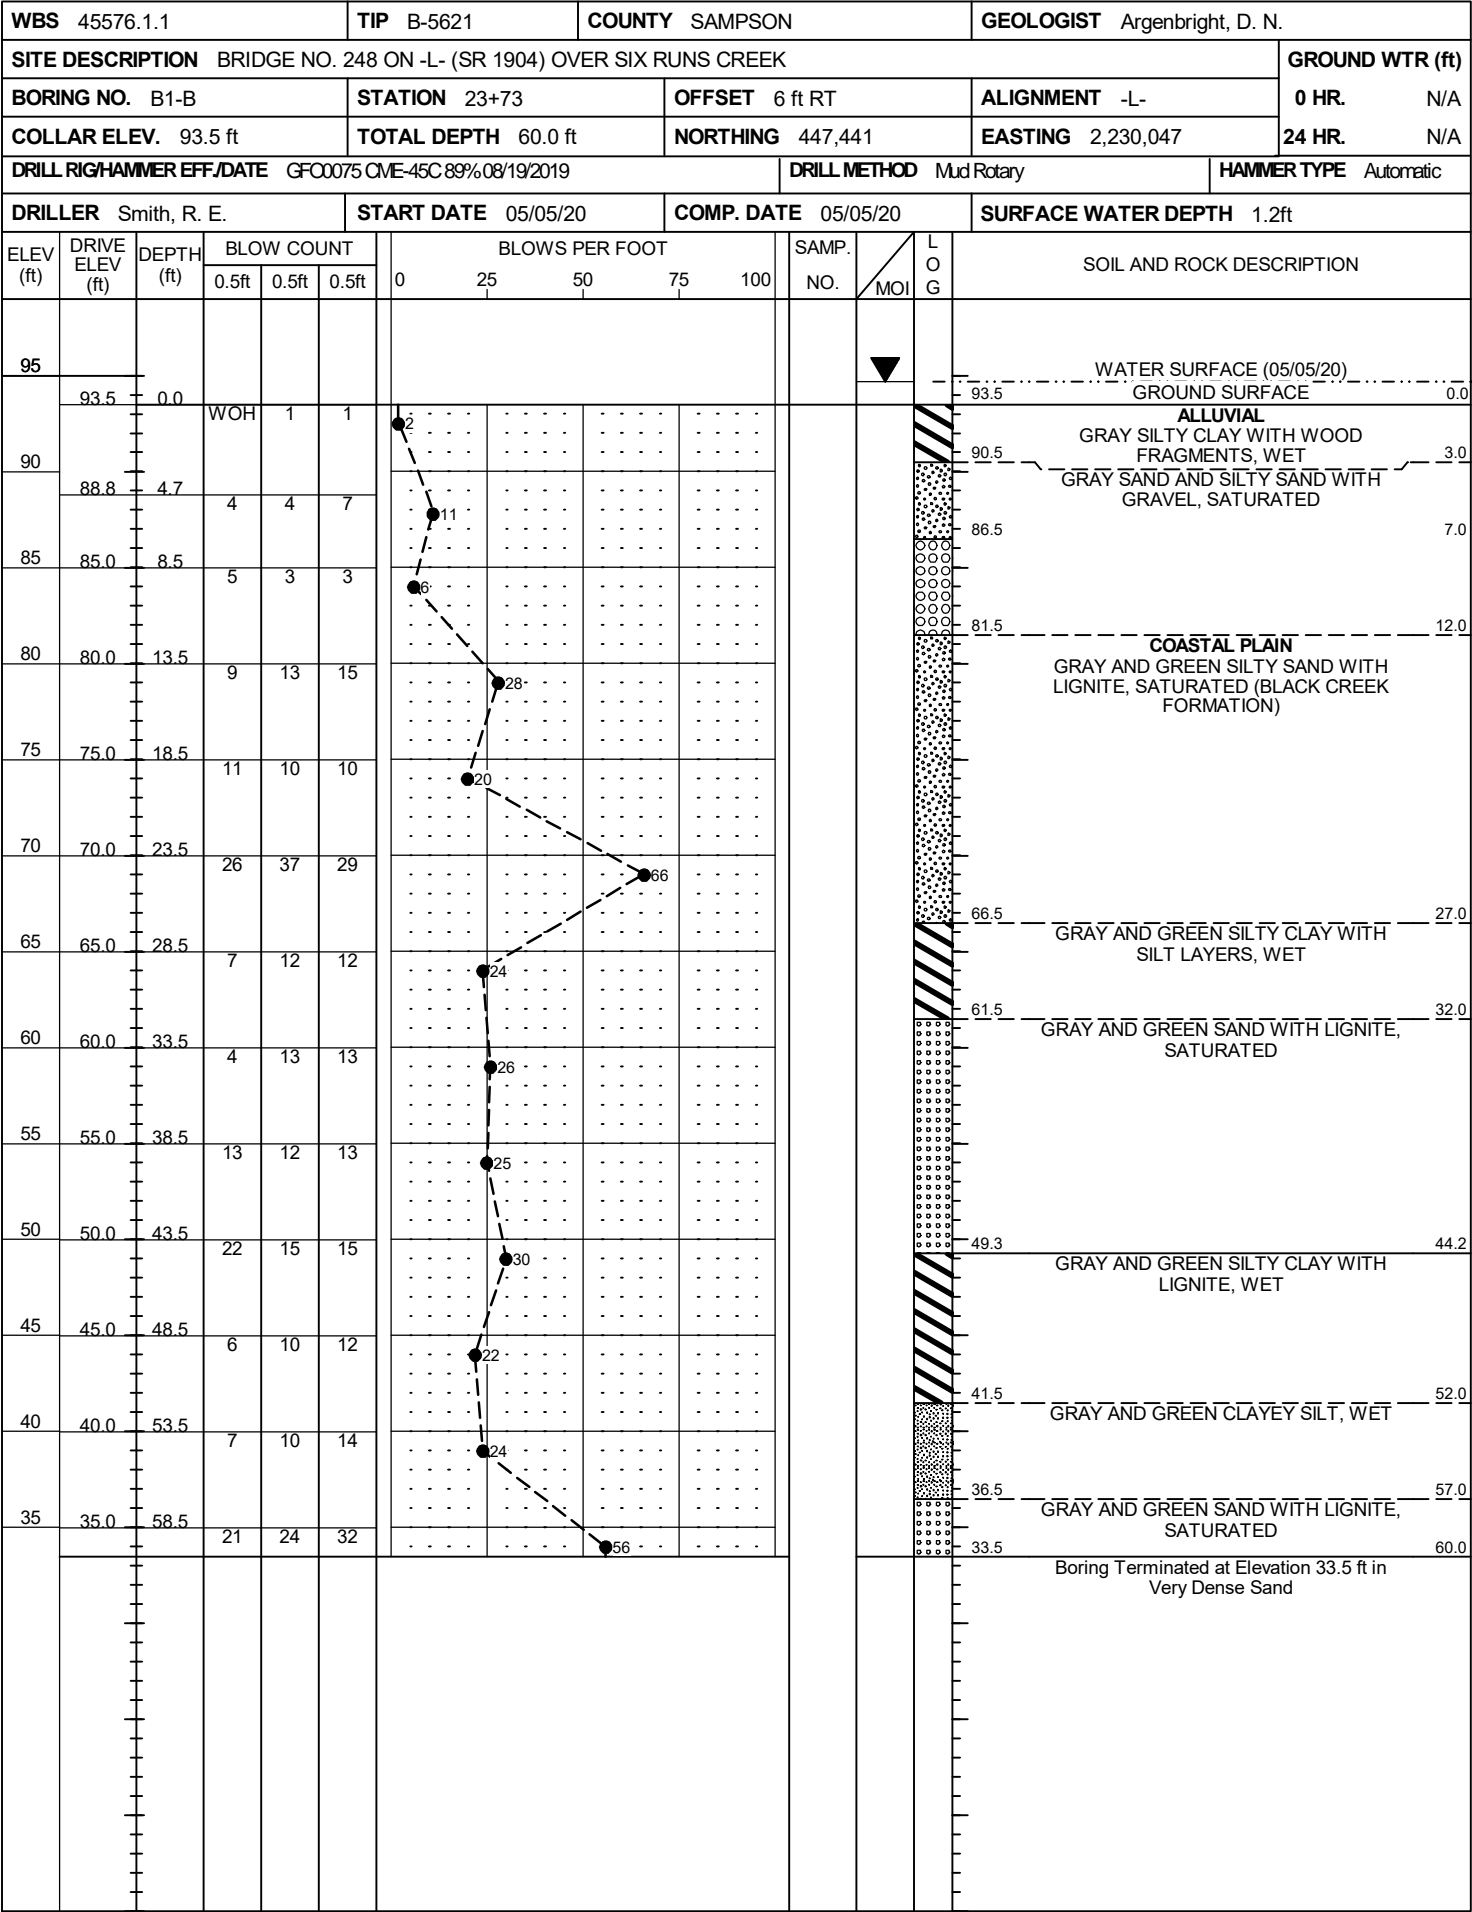 WBS 45576.1.1 TIP B-5621 COUNTY SAMPSON GEOLOGIST Argenbright, D. N.
SITE DESCRIPTION BRIDGE NO. 248 ON -L- (SR 1904) OVER SIX RUNS CREEK GROUND WTR (ft)
BORING NO. B1-B STATION 23+73 OFFSET 6 ft RT ALIGNMENT -L- 0 HR. N/A
COLLAR ELEV. 93.5 ft TOTAL DEPTH 60.0 ft NORTHING 447,441 EASTING 2,230,047 24 HR. N/A
DRILL RIG/HAMMER EFF./DATE GFO0075 CME-45C 89% 08/19/2019 DRILL METHOD Mud Rotary HAMMER TYPE Automatic
DRILLER Smith, R. E. START DATE 05/05/20 COMP. DATE 05/05/20 SURFACE WATER DEPTH 1.2ft
ELEV (ft) DRIVE ELEV (ft) DEPTH (ft) BLOW COUNT BLOWS PER FOOT SAMP. NO. MOI LOG SOIL AND ROCK DESCRIPTION
0.5ft 0.5ft 0.5ft 0 25 50 75 100
95
WATER SURFACE (05/05/20)
93.5 0.0 93.5 GROUND SURFACE 0.0
WOH 1 1 2 ALLUVIAL
GRAY SILTY CLAY WITH WOOD
90.5 FRAGMENTS, WET 3.0
90
GRAY SAND AND SILTY SAND WITH
88.8 4.7
4 4 7 11 GRAVEL, SATURATED
86.5 7.0
85 85.0 8.5
5 3 3 6
81.5 12.0
COASTAL PLAIN
80 80.0 13.5 GRAY AND GREEN SILTY SAND WITH
9 13 15 28 LIGNITE, SATURATED (BLACK CREEK
FORMATION)
75 75.0 18.5
11 10 10 20
70 70.0 23.5
26 37 29 66
66.5 27.0
GRAY AND GREEN SILTY CLAY WITH
65 65.0 28.5 SILT LAYERS, WET
7 12 12 24
61.5 32.0
GRAY AND GREEN SAND WITH LIGNITE,
60 60.0 33.5 SATURATED
4 13 13 26
55 55.0 38.5
13 12 13 25
50 50.0 43.5
22 15 15 30
49.3 44.2
GRAY AND GREEN SILTY CLAY WITH
LIGNITE, WET
45 45.0 48.5
6 10 12 22
41.5 52.0
GRAY AND GREEN CLAYEY SILT, WET
40 40.0 53.5
7 10 14 24
36.5 57.0
GRAY AND GREEN SAND WITH LIGNITE,
35 35.0 58.5 SATURATED
21 24 32 56
33.5 60.0
Boring Terminated at Elevation 33.5 ft in
Very Dense Sand